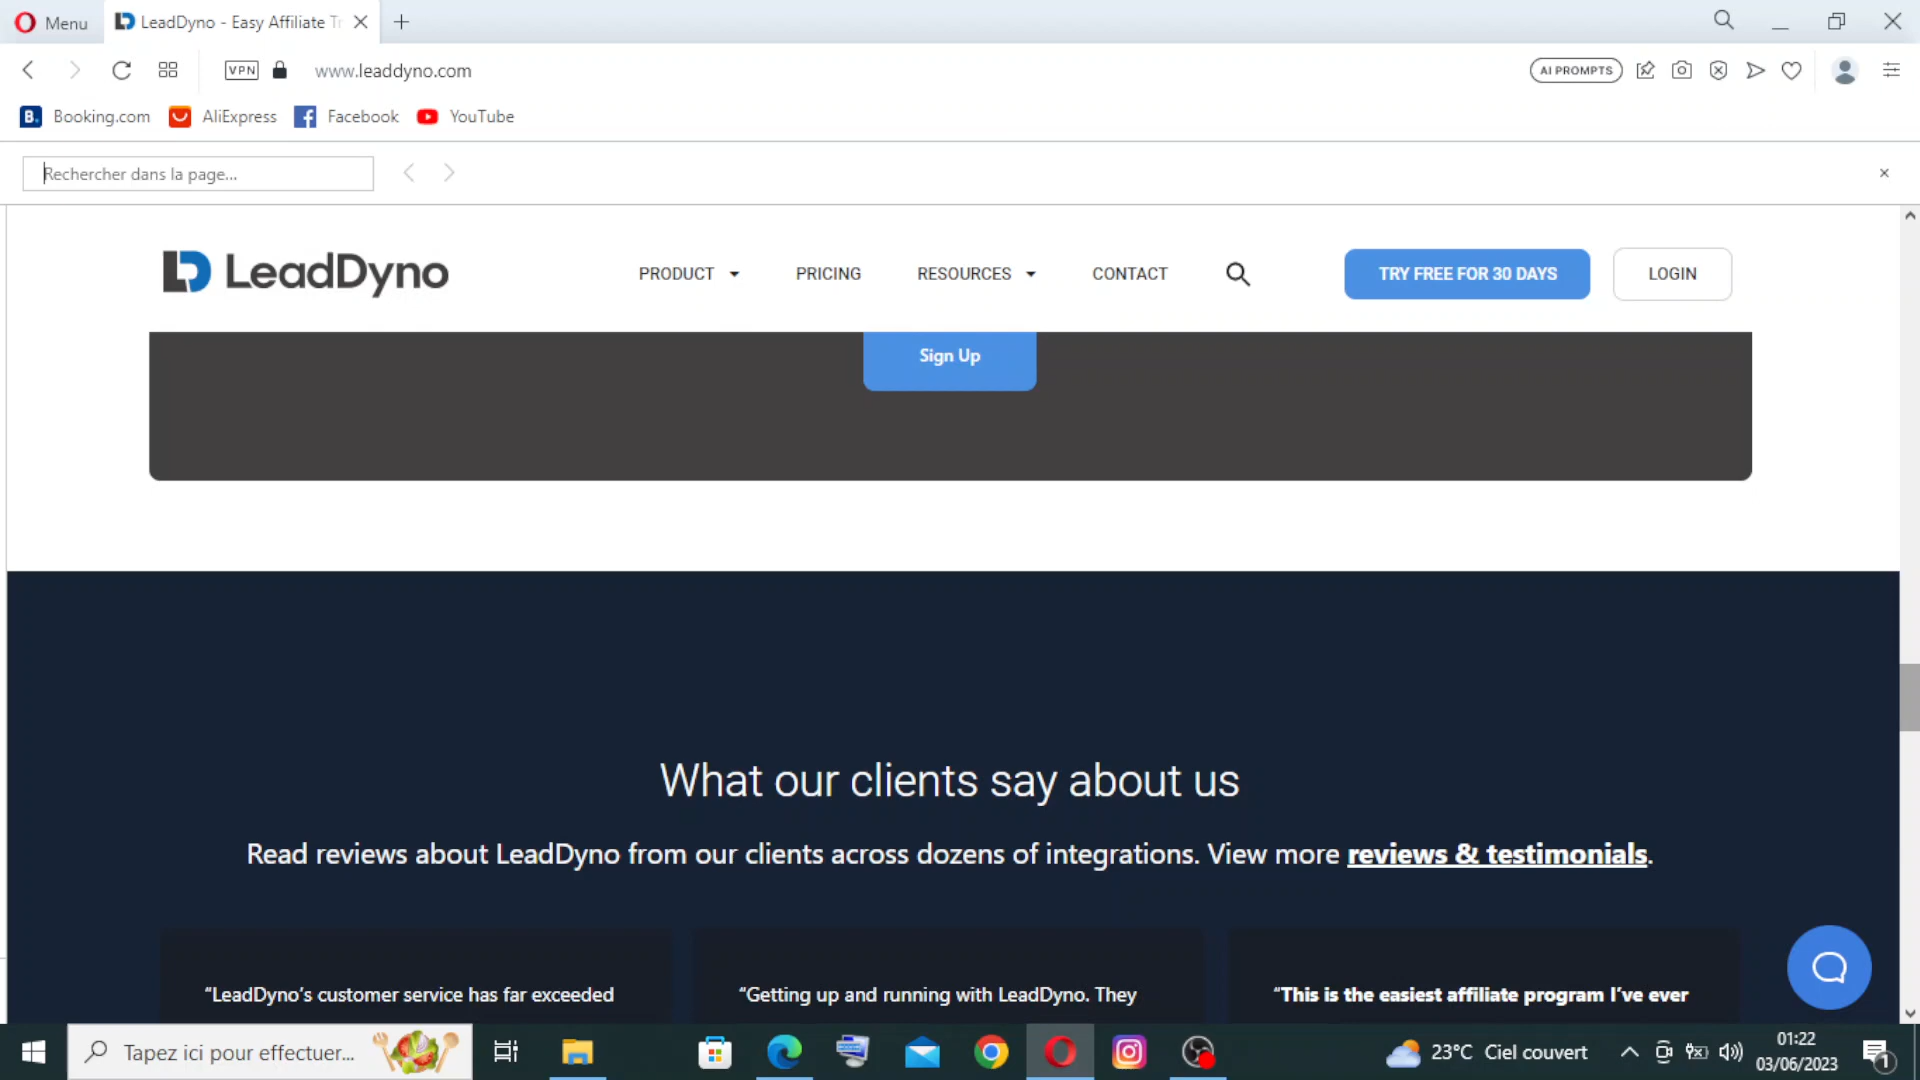 Menu
LeadDyno - Easy Affiliate Tr
VPN
www.leaddyno.com
AI PROMPTS
B.
Booking.com
AliExpress
Facebook
YouTube
Rechercher dans la page...
LeadDyno
PRODUCT
PRICING
RESOURCES
CONTACT
TRY FREE FOR 30 DAYS
LOGIN
Sign Up
What our clients say about us
Read reviews about LeadDyno from our clients across dozens of integrations. View more reviews & testimonials.
“LeadDyno’s customer service has far exceeded
“Getting up and running with LeadDyno. They
“This is the easiest affiliate program I’ve ever
Tapez ici pour effectuer...
23°C Ciel couvert
01:22
03/06/2023
1